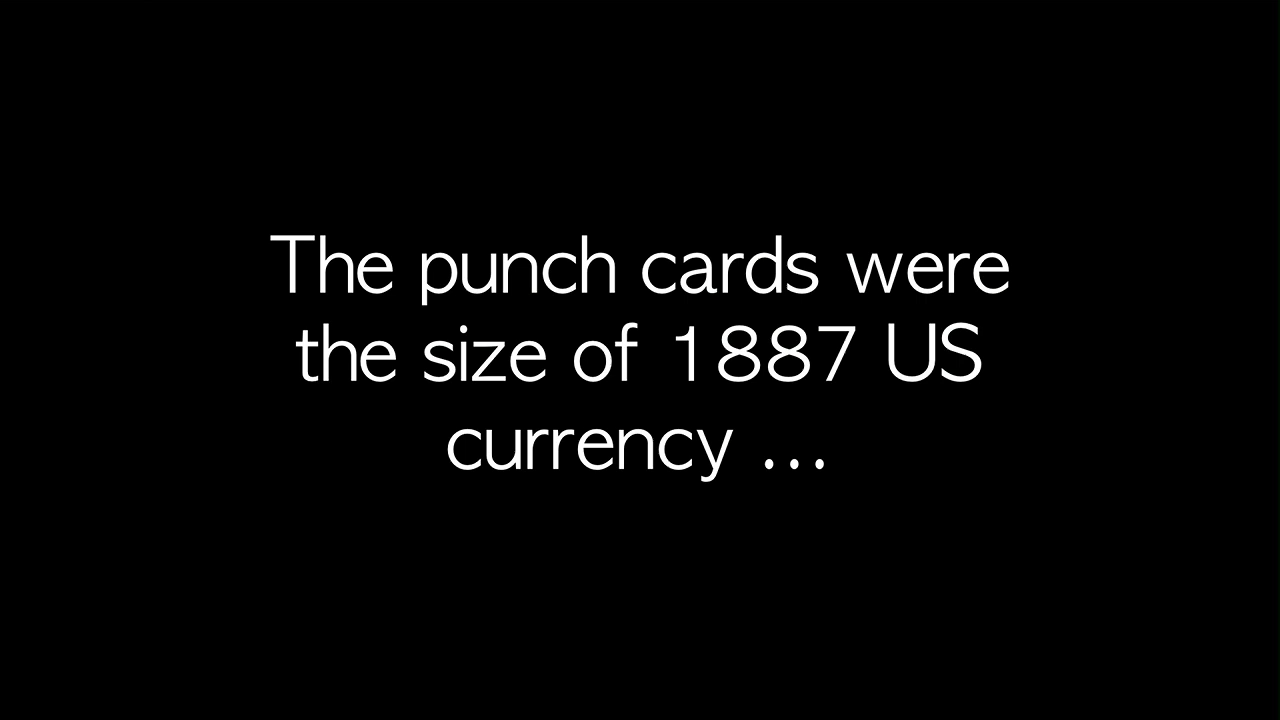 The punch cards were
the size of 1887 US
currency ...